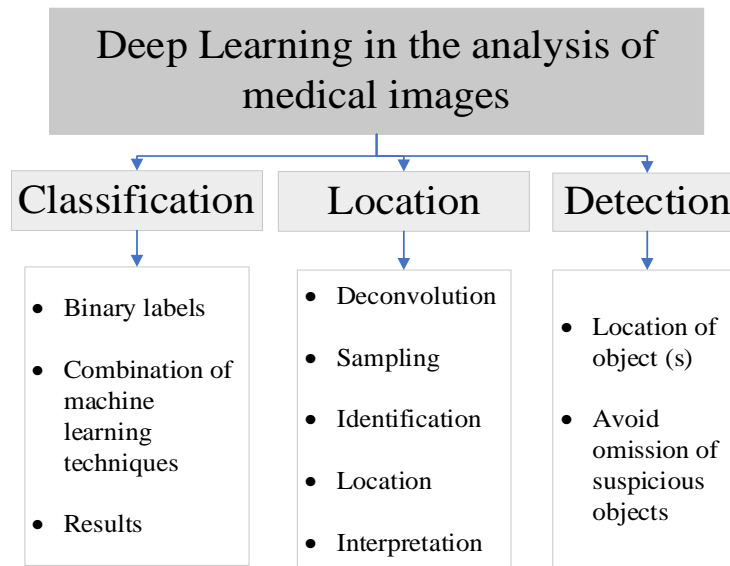 Deep Learning in the analysis of
medical images
Classification
Location
Detection
• Binary labels
• Combination of
machine
learning
techniques
• Results
• Deconvolution
• Sampling
• Identification
• Location
• Interpretation
• Location of
object (s)
• Avoid
omission of
suspicious
objects